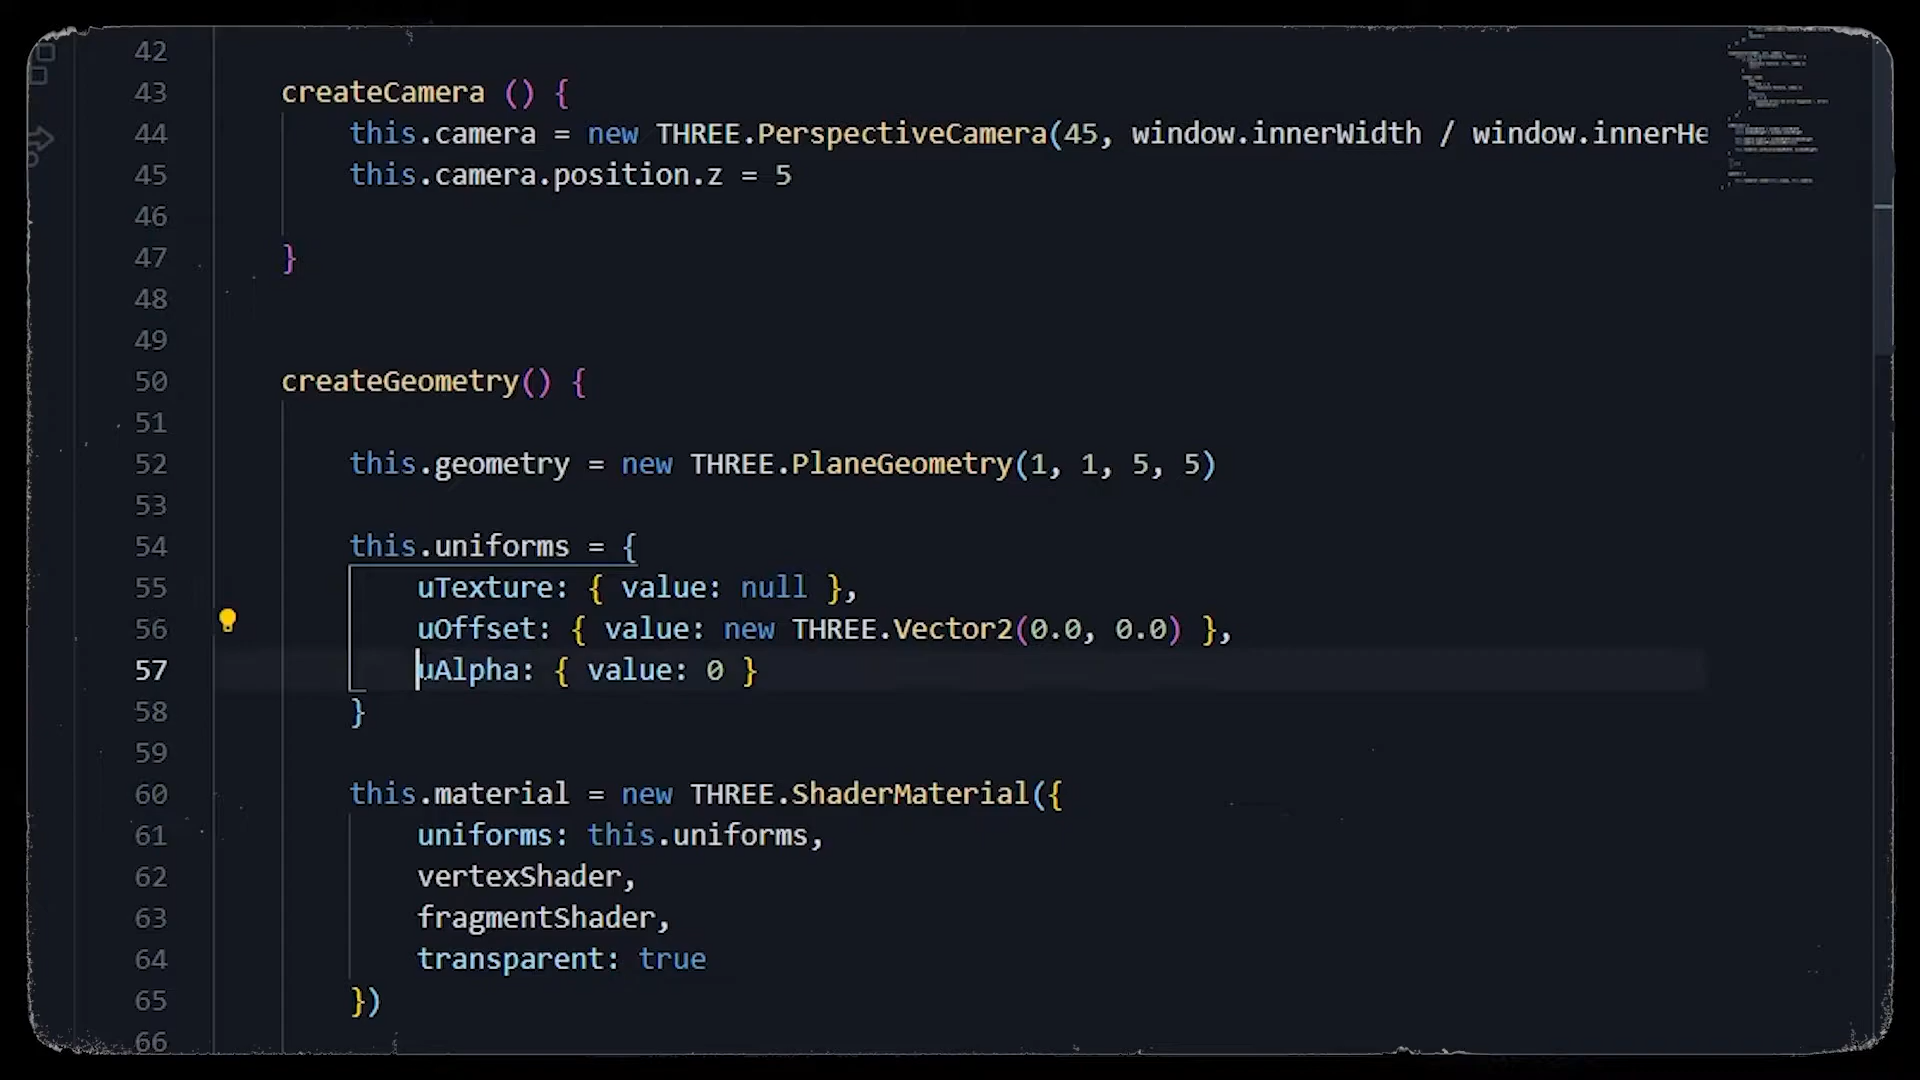 42
43 createCamera () {
44 this.camera = new THREE.PerspectiveCamera(45, window.innerWidth / window.innerHe
45 this.camera.position.z = 5
46
47 }
48
49
50 createGeometry() {
51
52 this.geometry = new THREE.PlaneGeometry(1, 1, 5, 5)
53
54 this.uniforms = {
55 uTexture: { value: null },
56 uOffset: { value: new THREE.Vector2(0.0, 0.0) },
57 uAlpha: { value: 0 }
58 }
59
60 this.material = new THREE.ShaderMaterial({
61 uniforms: this.uniforms,
62 vertexShader,
63 fragmentShader,
64 transparent: true
65 })
66